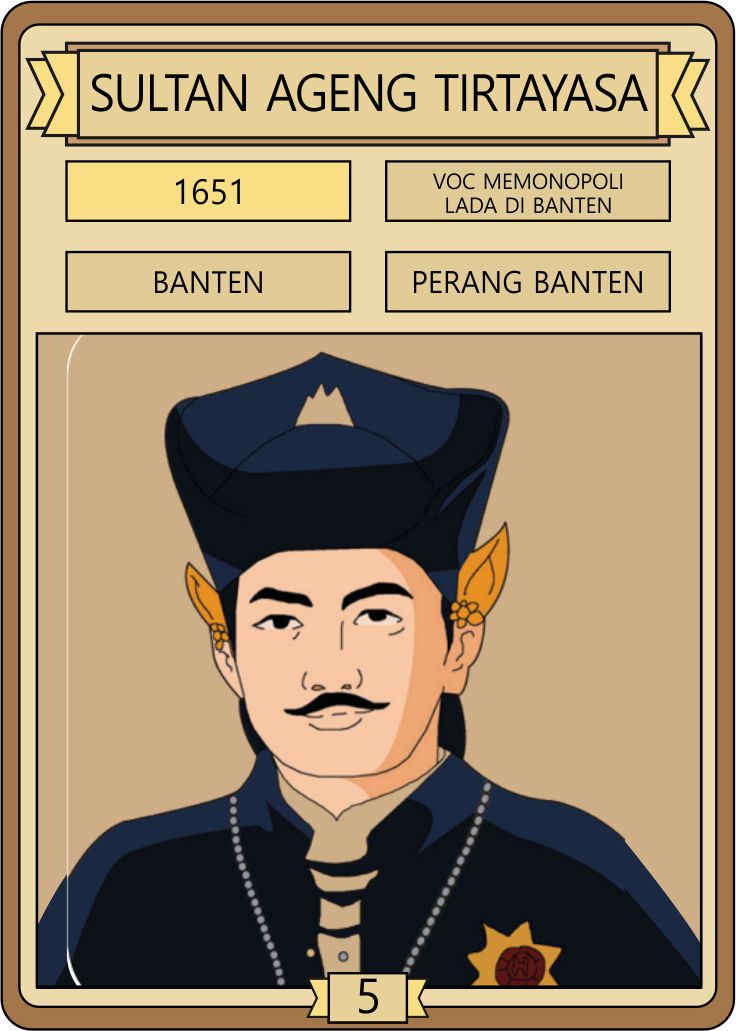 SULTAN AGENG TIRTAYASA
1651
VOC MEMONOPOLI
LADA DI BANTEN
BANTEN
PERANG BANTEN
5